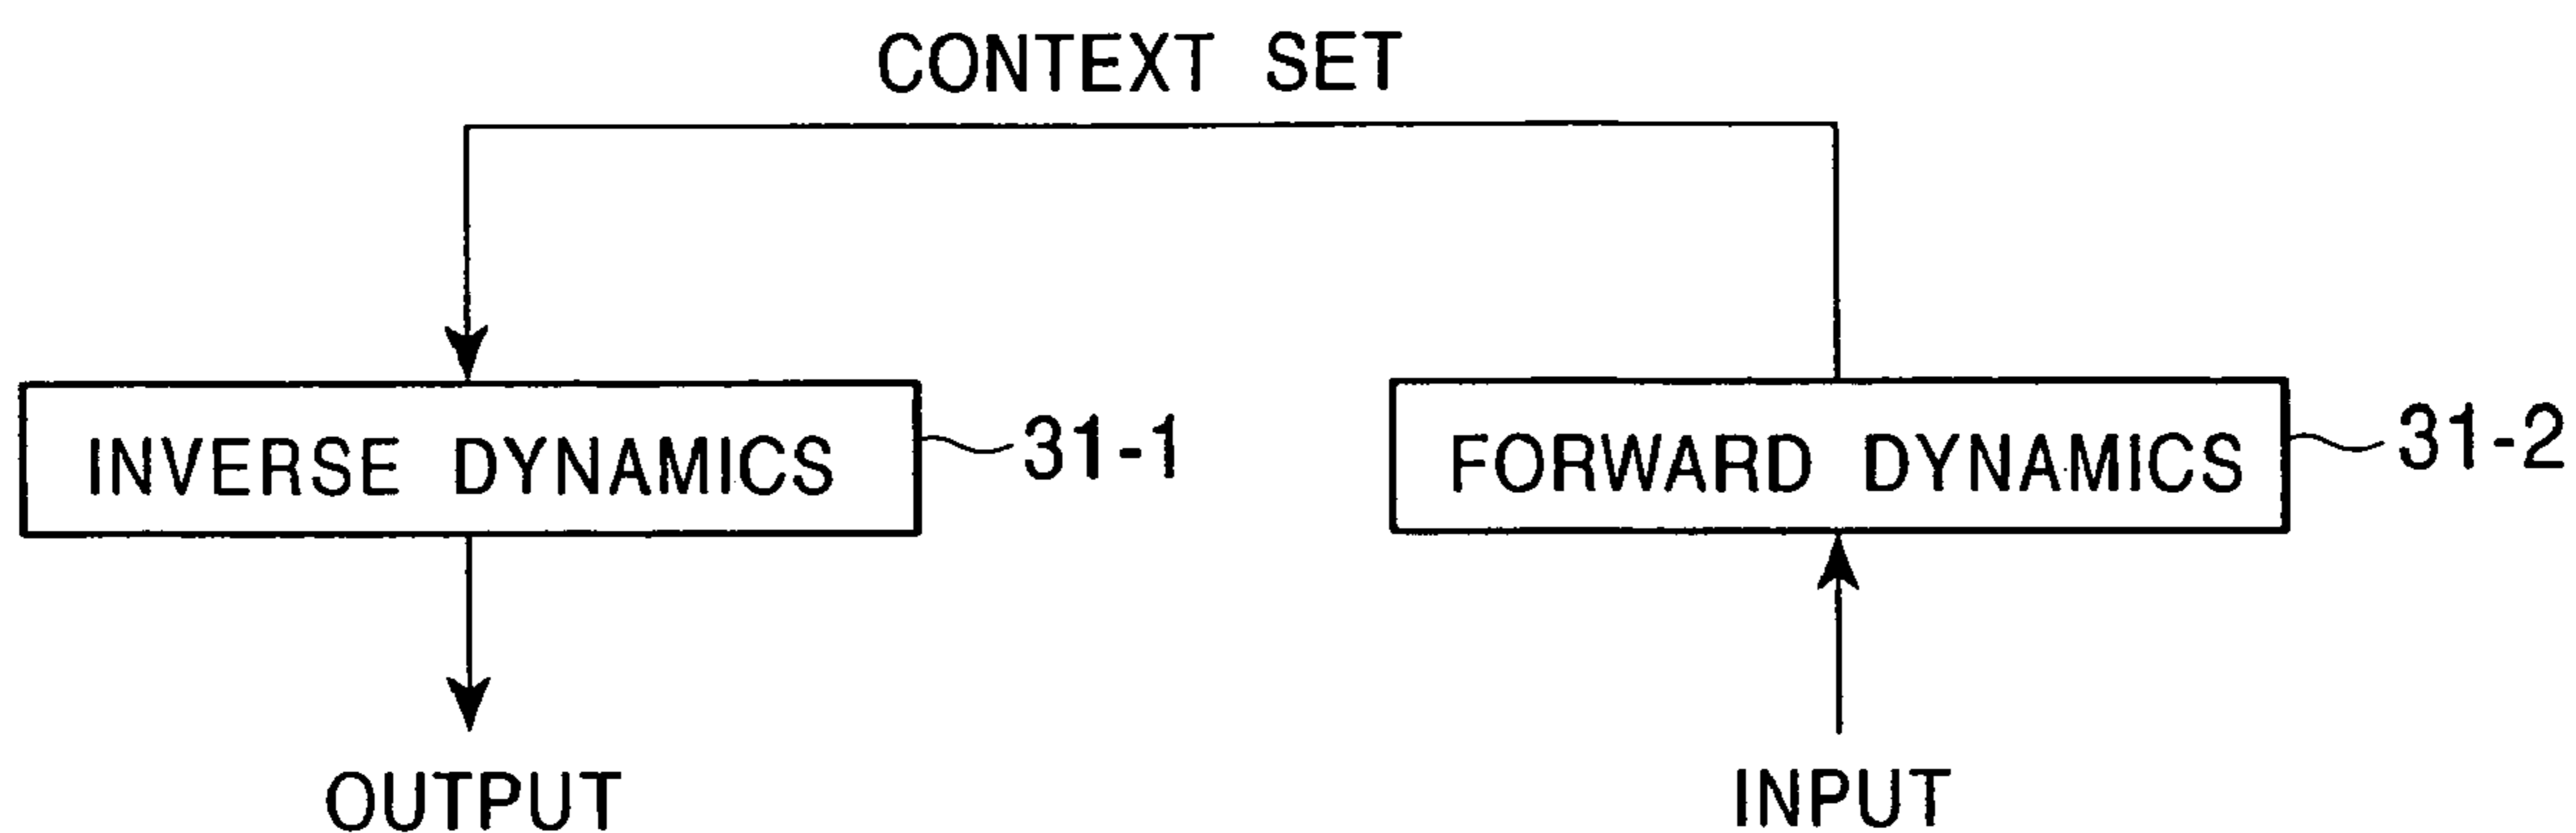 CONTEXT SET
INVERSE DYNAMICS
31-1
FORWARD DYNAMICS
31-2
OUTPUT
INPUT